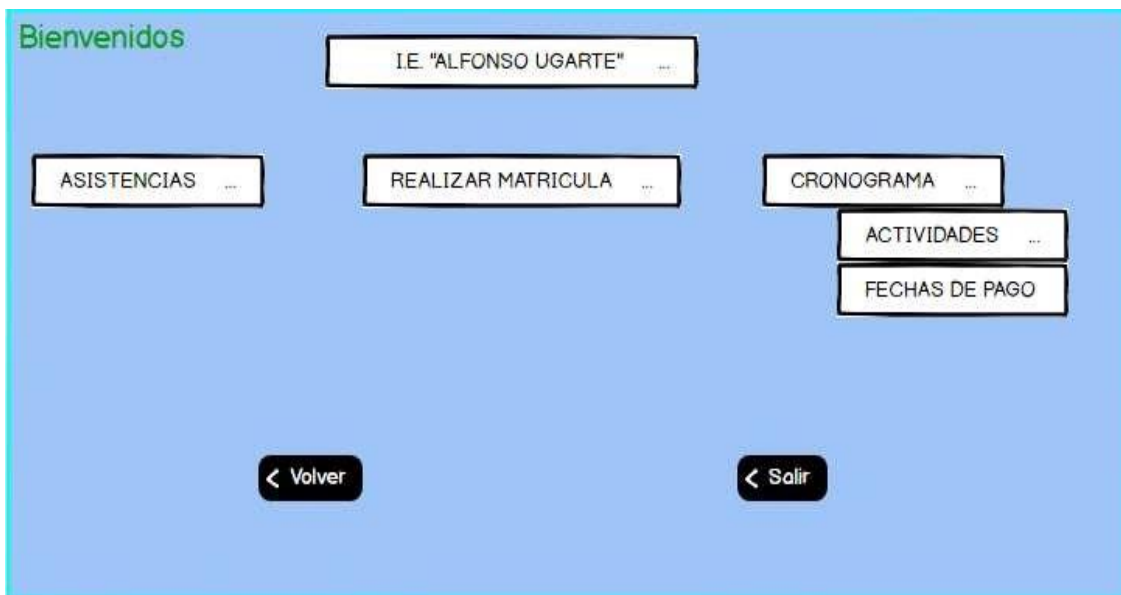 Bienvenidos
I.E. "ALFONSO UGARTE" ...
ASISTENCIAS ...
REALIZAR MATRICULA ...
CRONOGRAMA ...
ACTIVIDADES ...
FECHAS DE PAGO
< Volver
< Salir